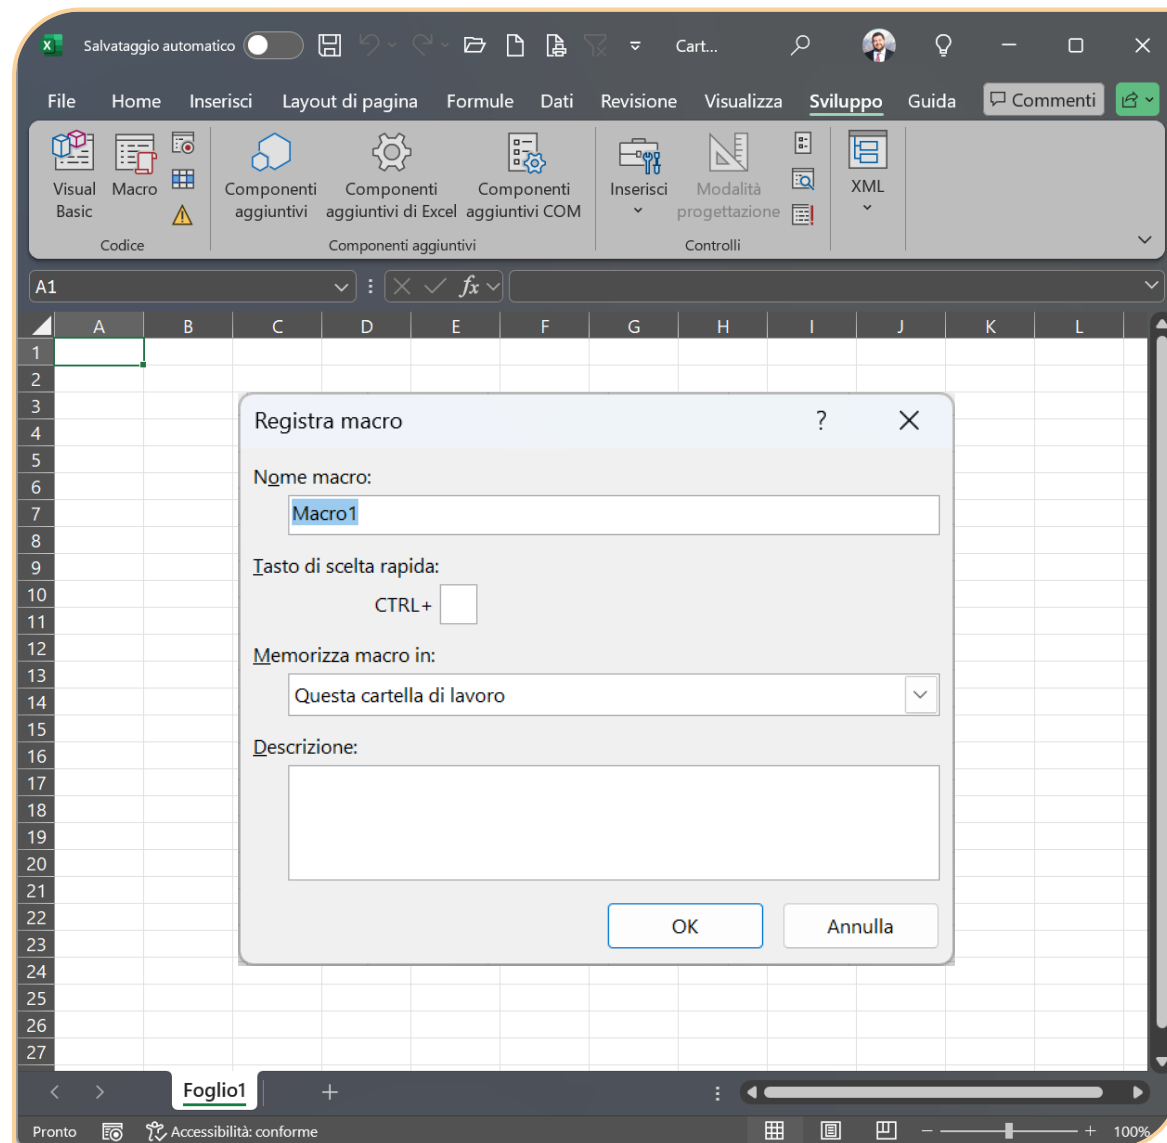 Salvataggio automatico Cart...
File Home Inserisci Layout di pagina Formule Dati Revisione Visualizza Sviluppo Guida Commenti
Visual Basic Macro Componenti aggiuntivi Componenti aggiuntivi di Excel Componenti aggiuntivi COM Inserisci Modalità progettazione XML
Codice Componenti aggiuntivi Controlli
A1 fx
A B C D E F G H I J K L
1
2
3
4
5
6
7
8
9
10
11
12
13
14
15
16
17
18
19
20
21
22
23
24
25
26
27
Registra macro ?
Nome macro:
Macro1
Tasto di scelta rapida:
CTRL+
Memorizza macro in:
Questa cartella di lavoro
Descrizione:
OK Annulla
Foglio1
Pronto Accessibilità: conforme 100%